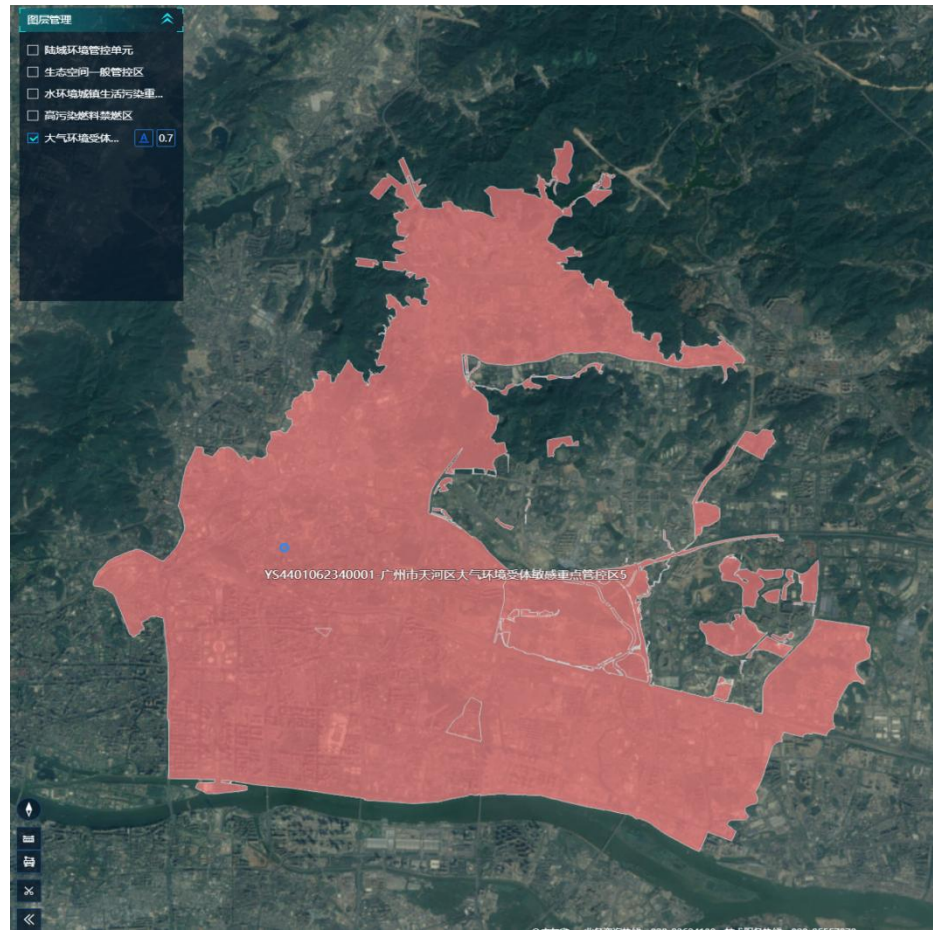 图层管理
陆域环境管控单元
生态空间一般管控区
水环境城镇生活污染重...
高污染燃料禁燃区
大气环境受体... A 0.7
YS4401062340001 广州市天河区大气环境受体敏感重点管控区5